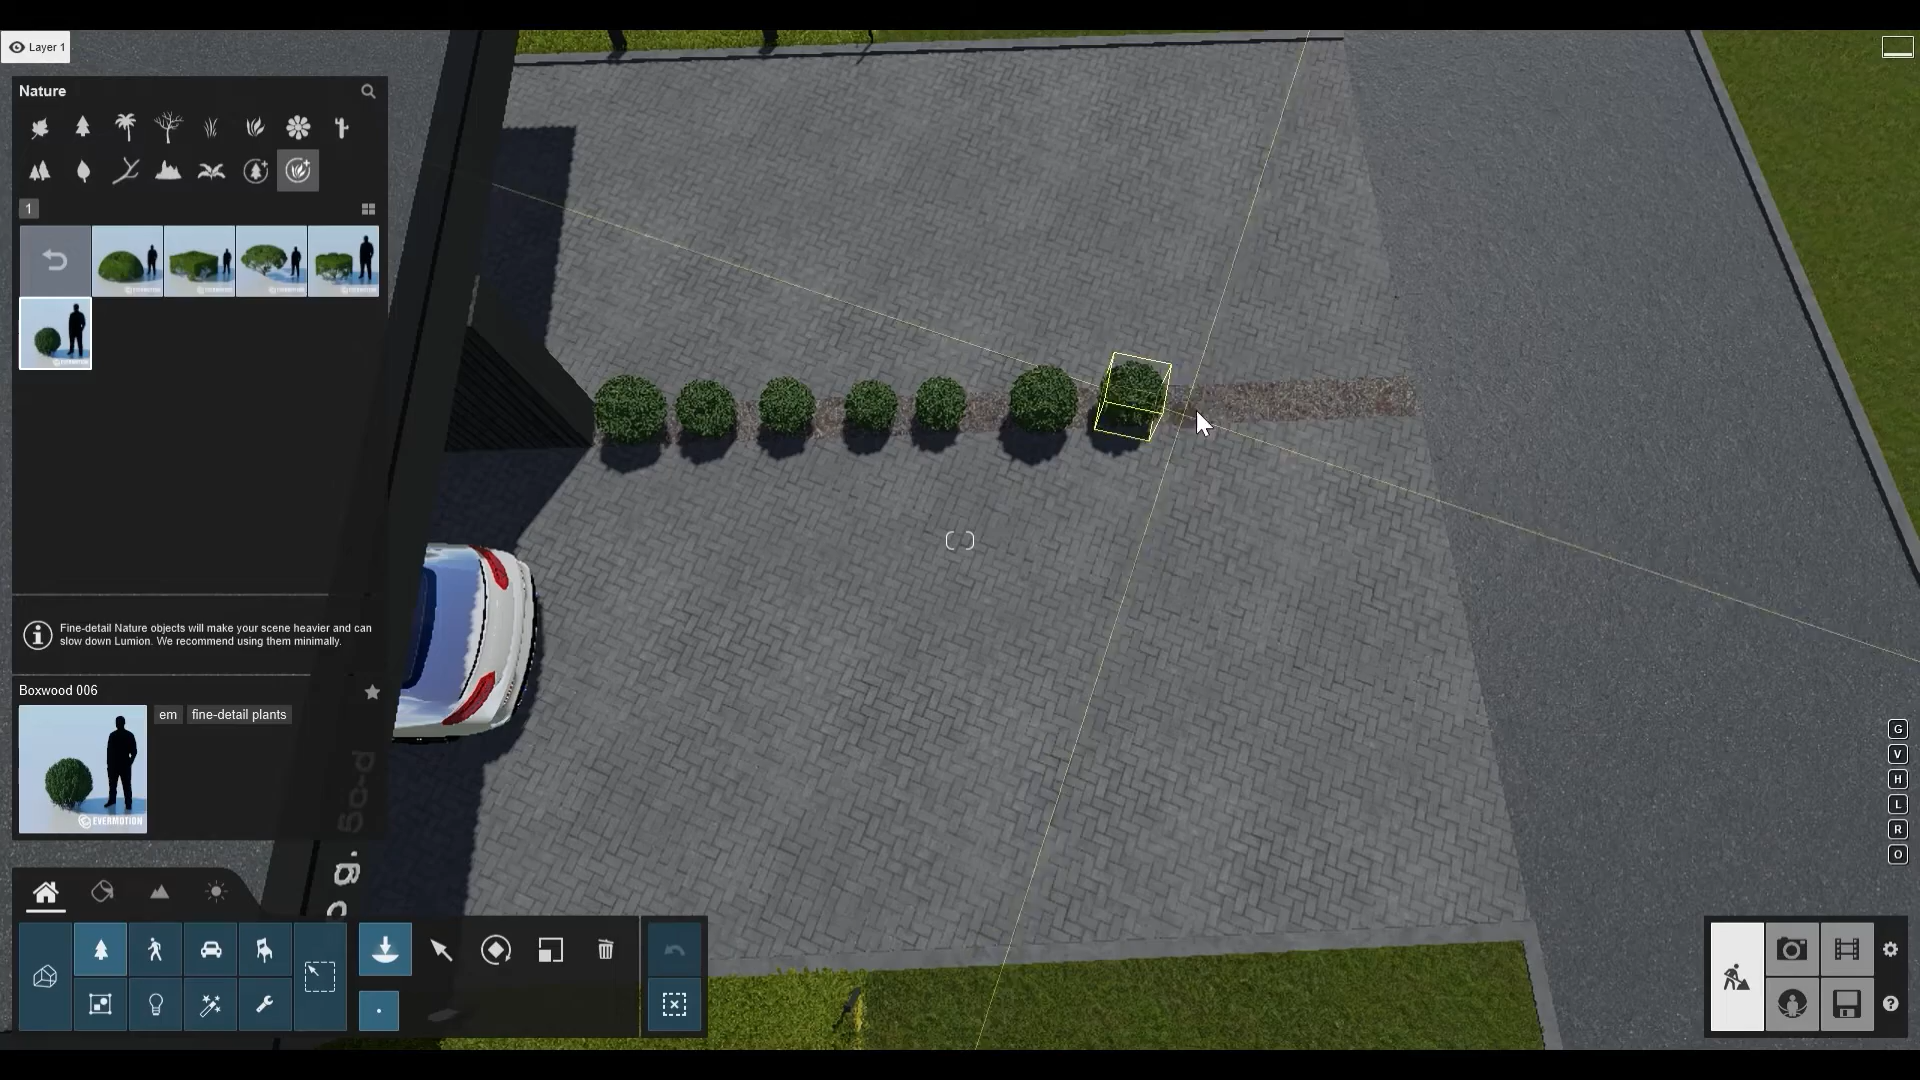 Layer 1
Nature
1
Fine-detail Nature objects will make your scene heavier and can
slow down Lumion. We recommend using them minimally.
Boxwood 006
em fine-detail plants
EVERMOTION
G
V
H
L
R
O